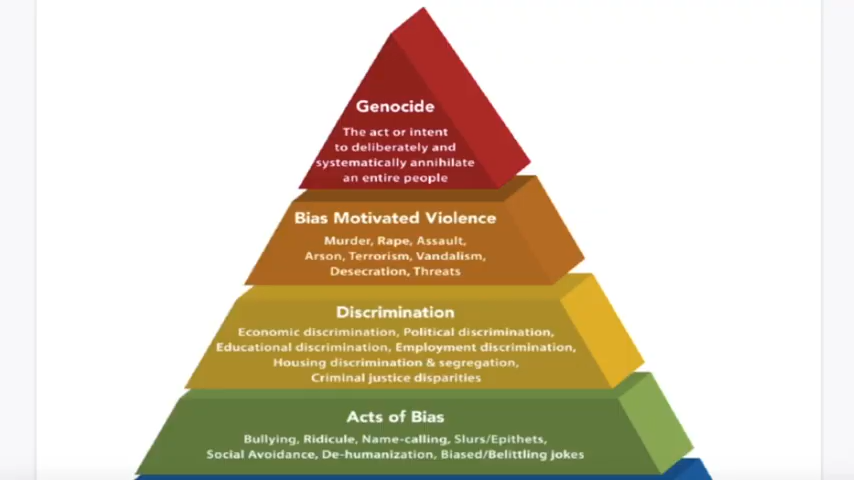 Genocide
The act or intent
to deliberately and
systematically annihilate
an entire people
Bias Motivated Violence
Murder, Rape, Assault,
Arson, Terrorism, Vandalism,
Desecration, Threats
Discrimination
Economic discrimination, Political discrimination,
Educational discrimination, Employment discrimination,
Housing discrimination & segregation,
Criminal justice disparities
Acts of Bias
Bullying, Ridicule, Name-calling, Slurs/Epithets,
Social Avoidance, De-humanization, Biased/Belittling jokes